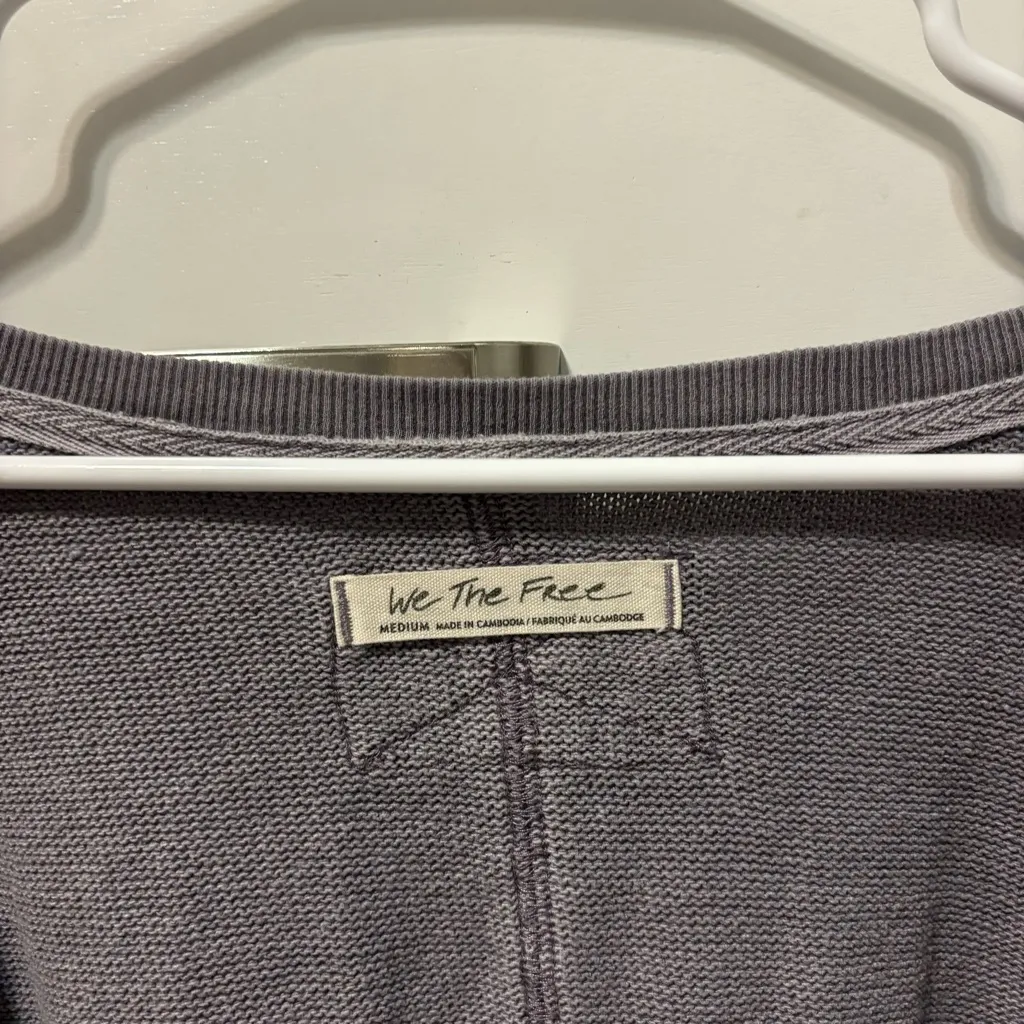 We The Free
MEDIUM MADE IN CAMBODIA / FABRIQUÉ AU CAMBODGE